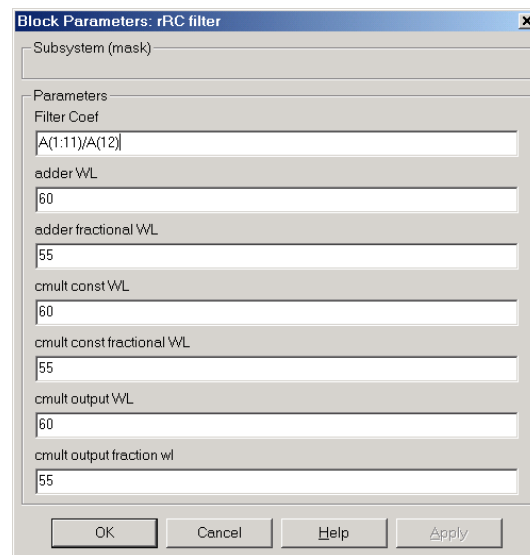 Block Parameters: rRC filter
Subsystem (mask)
Parameters
Filter Coef
A(1:11)/A(12)
adder WL
60
adder fractional WL
55
cmult const WL
60
cmult const fractional WL
55
cmult output WL
60
cmult output fraction wl
55
OK Cancel Help Apply